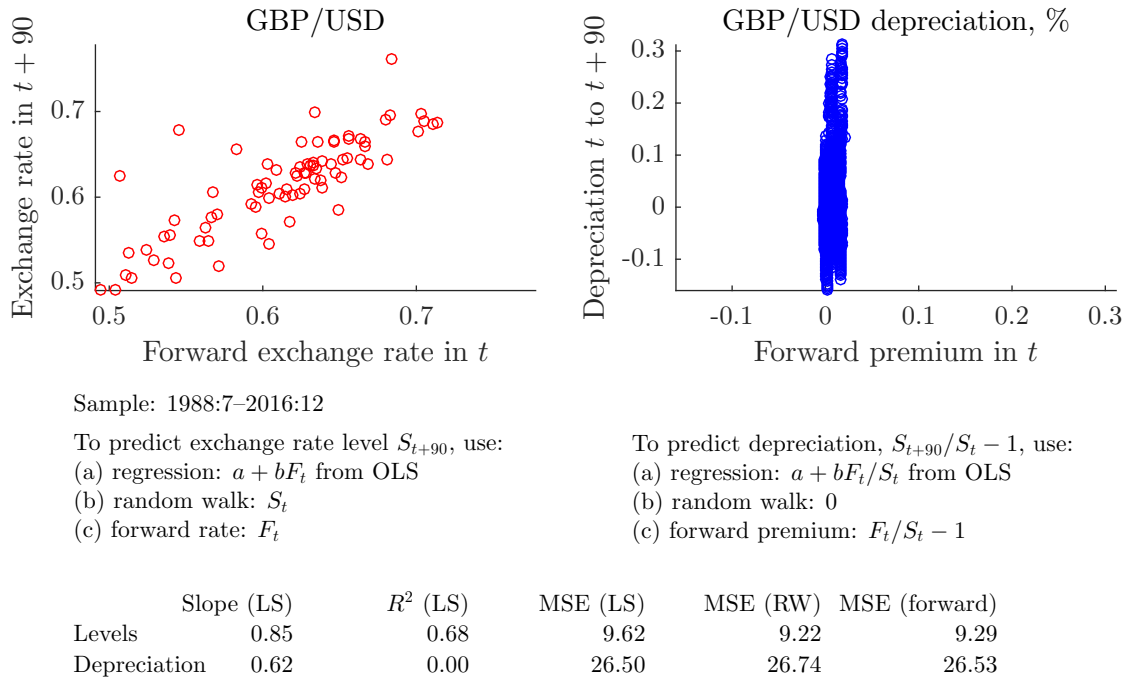 GBP/USD
Exchange rate in t + 90
0.7
0.6
0.5
0.5 0.6 0.7
Forward exchange rate in t
GBP/USD depreciation, %
Depreciation t to t + 90
0.3
0.2
0.1
0
-0.1
-0.1 0 0.1 0.2 0.3
Forward premium in t
Sample: 1988:7–2016:12
To predict exchange rate level S_{t+90}, use:
(a) regression: a + bF_t from OLS
(b) random walk: S_t
(c) forward rate: F_t
To predict depreciation, S_{t+90}/S_t − 1, use:
(a) regression: a + bF_t/S_t from OLS
(b) random walk: 0
(c) forward premium: F_t/S_t − 1
Slope (LS) R² (LS) MSE (LS) MSE (RW) MSE (forward)
Levels 0.85 0.68 9.62 9.22 9.29
Depreciation 0.62 0.00 26.50 26.74 26.53